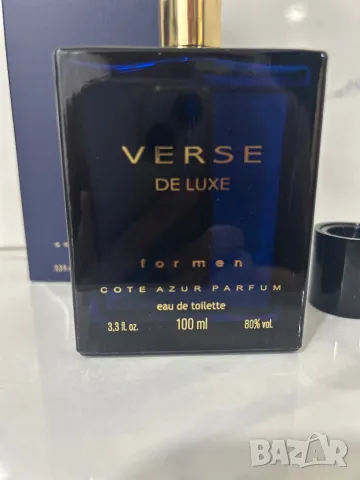 VERSE
DE LUXE
for men
COTE AZUR PARFUM
eau de toilette
3,3 fl. oz. 100 ml 80% vol.
BAZAR